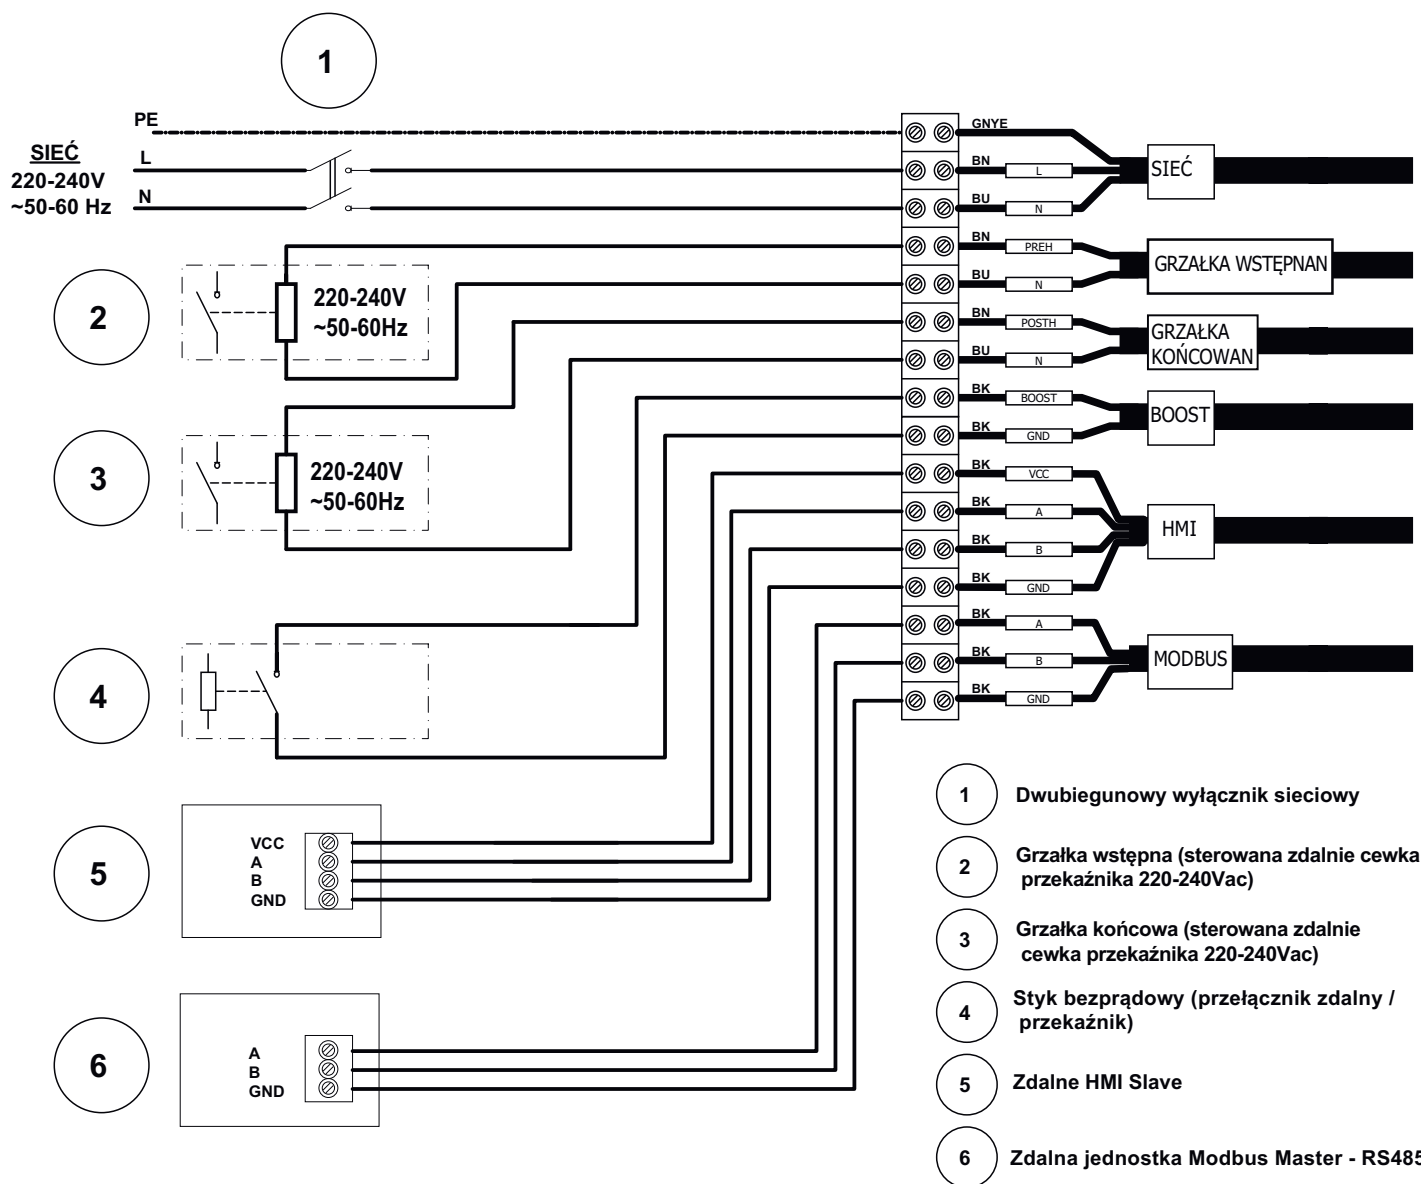 1
PE
SIEĆ
L
220-240V
N
~50-60 Hz
2
220-240V
~50-60Hz
3
220-240V
~50-60Hz
4
5
VCC
A
B
GND
6
A
B
GND
GNYE
BN
L
SIEĆ
BU
N
BN
PREH
GRZAŁKA WSTĘPNAN
BU
N
BN
POSTH
GRZAŁKA
KOŃCOWAN
BU
N
BK
BOOST
BOOST
BK
GND
BK
VCC
BK
A
HMI
BK
B
BK
GND
BK
A
BK
B
MODBUS
BK
GND
1 Dwubiegunowy wyłącznik sieciowy
2 Grzałka wstępna (sterowana zdalnie cewka
przekaźnika 220-240Vac)
3 Grzałka końcowa (sterowana zdalnie
cewka przekaźnika 220-240Vac)
4 Styk bezprądowy (przełącznik zdalny /
przekaźnik)
5 Zdalne HMI Slave
6 Zdalna jednostka Modbus Master - RS485